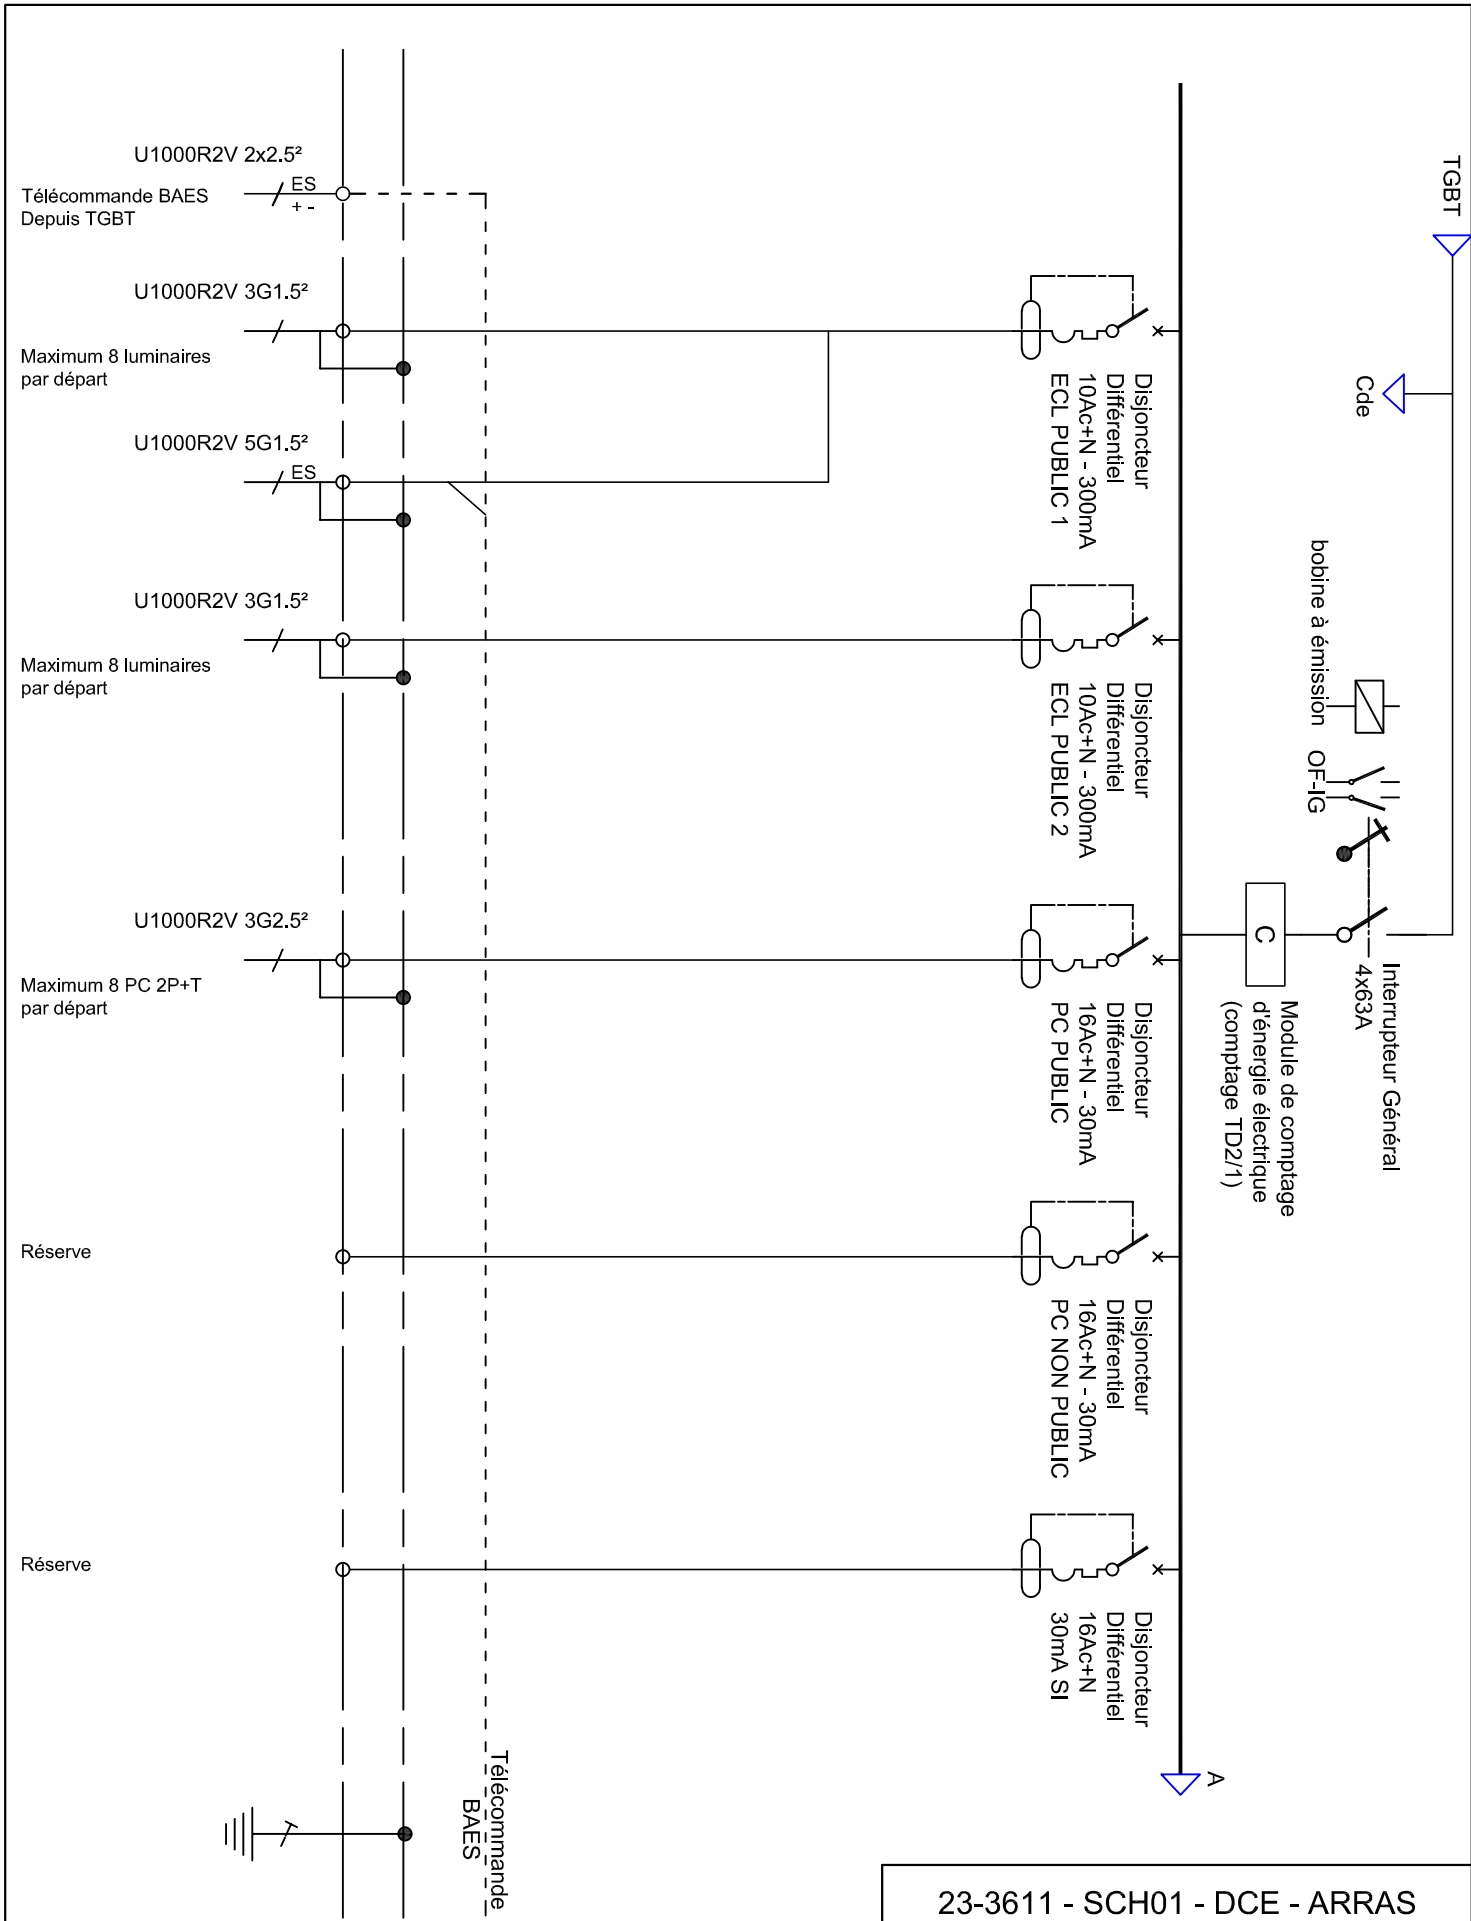 TGBT
Cde
bobine à émission
OF-IG
Interrupteur Général
4x63A
C
Module de comptage
d'énergie électrique
(comptage TD2/1)
A
Disjoncteur
Différentiel
10Ac+N - 300mA
ECL PUBLIC 1
Disjoncteur
Différentiel
10Ac+N - 300mA
ECL PUBLIC 2
Disjoncteur
Différentiel
16Ac+N - 30mA
PC PUBLIC
Disjoncteur
Différentiel
16Ac+N - 30mA
PC NON PUBLIC
Disjoncteur
Différentiel
16Ac+N
30mA SI
Télécommande
BAES
U1000R2V 2x2.5²
ES
+ -
Télécommande BAES
Depuis TGBT
U1000R2V 3G1.5²
Maximum 8 luminaires
par départ
U1000R2V 5G1.5²
ES
U1000R2V 3G1.5²
Maximum 8 luminaires
par départ
U1000R2V 3G2.5²
Maximum 8 PC 2P+T
par départ
Réserve
Réserve
23-3611 - SCH01 - DCE - ARRAS